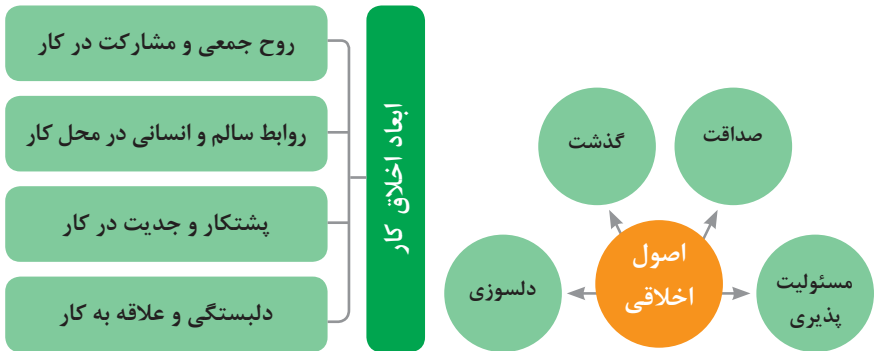 صداقت
گذشت
اصول
اخلاقی
مسئولیت
پذیری
دلسوزی
ابعاد اخلاق کار
روح جمعی و مشارکت در کار
روابط سالم و انسانی در محل کار
پشتکار و جدیت در کار
دلبستگی و علاقه به کار